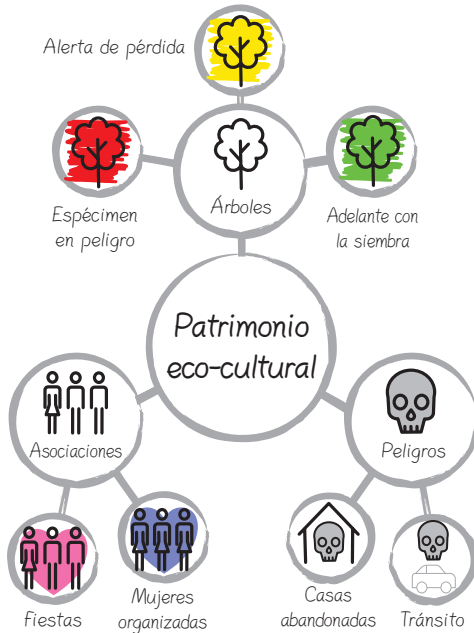 Alerta de pérdida
Árboles
Espécimen
en peligro
Adelante con
la siembra
Patrimonio
eco-cultural
Asociaciones
Peligros
Fiestas
Mujeres
organizadas
Casas
abandonadas
Tránsito